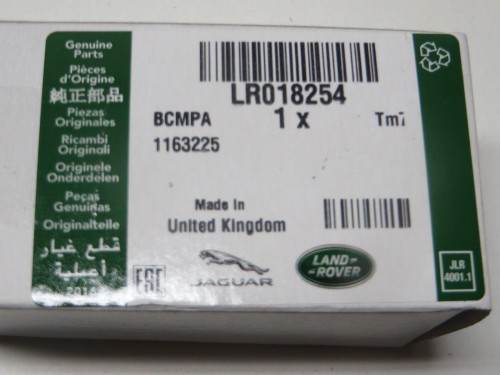 Genuine
Parts
Pièces
d'Origine
純正部品
Piezas
Originales
Ricambi
Originali
Originele
Onderdelen
Peças
Genuínas
Originalteile
قطع غيار
أصلية
LR018254
BCMPA 1 x Tm7
1163225
Made In
United Kingdom
JAGUAR
LAND-
-ROVER
JLR
4001.1